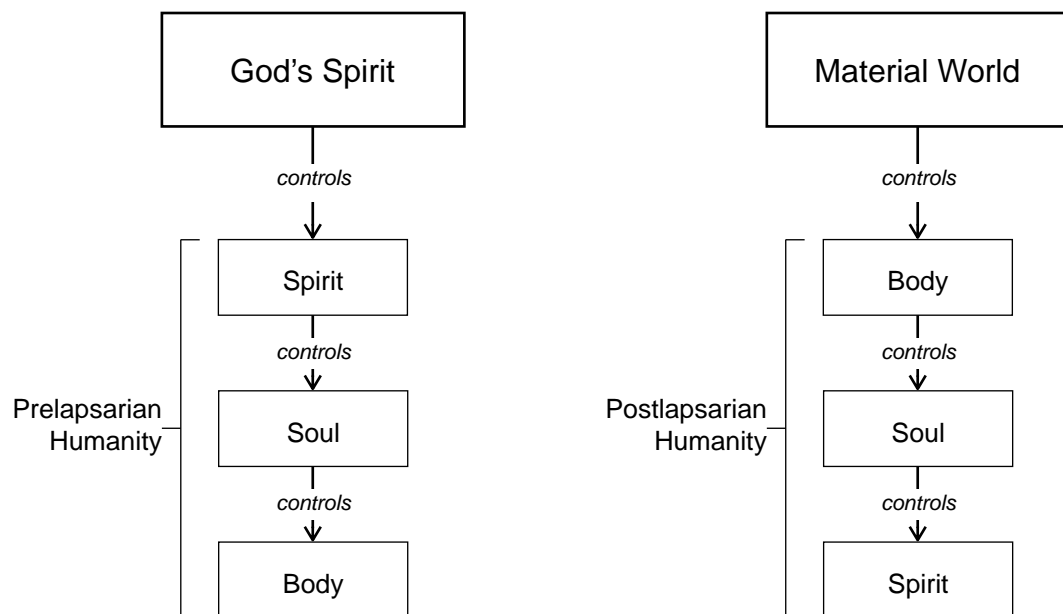 God’s Spirit
controls
Spirit
controls
Prelapsarian
Humanity
Soul
controls
Body
Material World
controls
Body
controls
Postlapsarian
Humanity
Soul
controls
Spirit